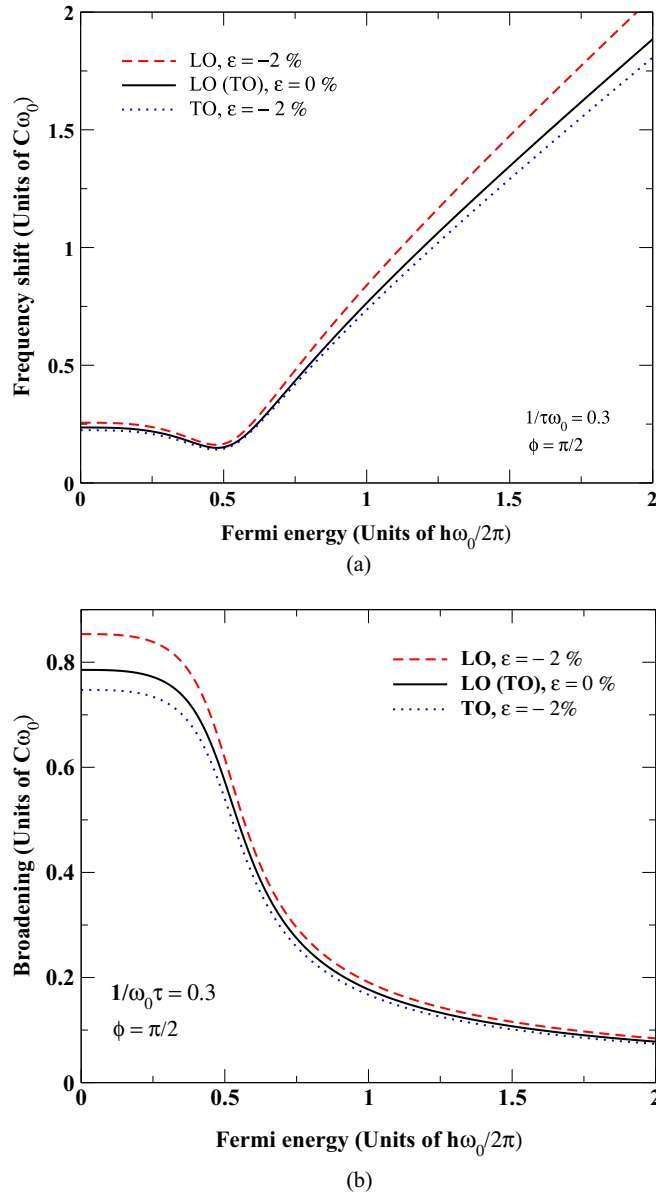 2
1.5
1
0.5
0
Frequency shift (Units of Cω₀)
LO, ε = −2 %
LO (TO), ε = 0 %
TO, ε = − 2 %
1/τω₀ = 0.3
ϕ = π/2
0 0.5 1 1.5 2
Fermi energy (Units of hω₀/2π)
(a)
0.8
0.6
0.4
0.2
0
Broadening (Units of Cω₀)
LO, ε = − 2 %
LO (TO), ε = 0 %
TO, ε = − 2%
1/ω₀τ = 0.3
ϕ = π/2
0 0.5 1 1.5 2
Fermi energy (Units of hω₀/2π)
(b)